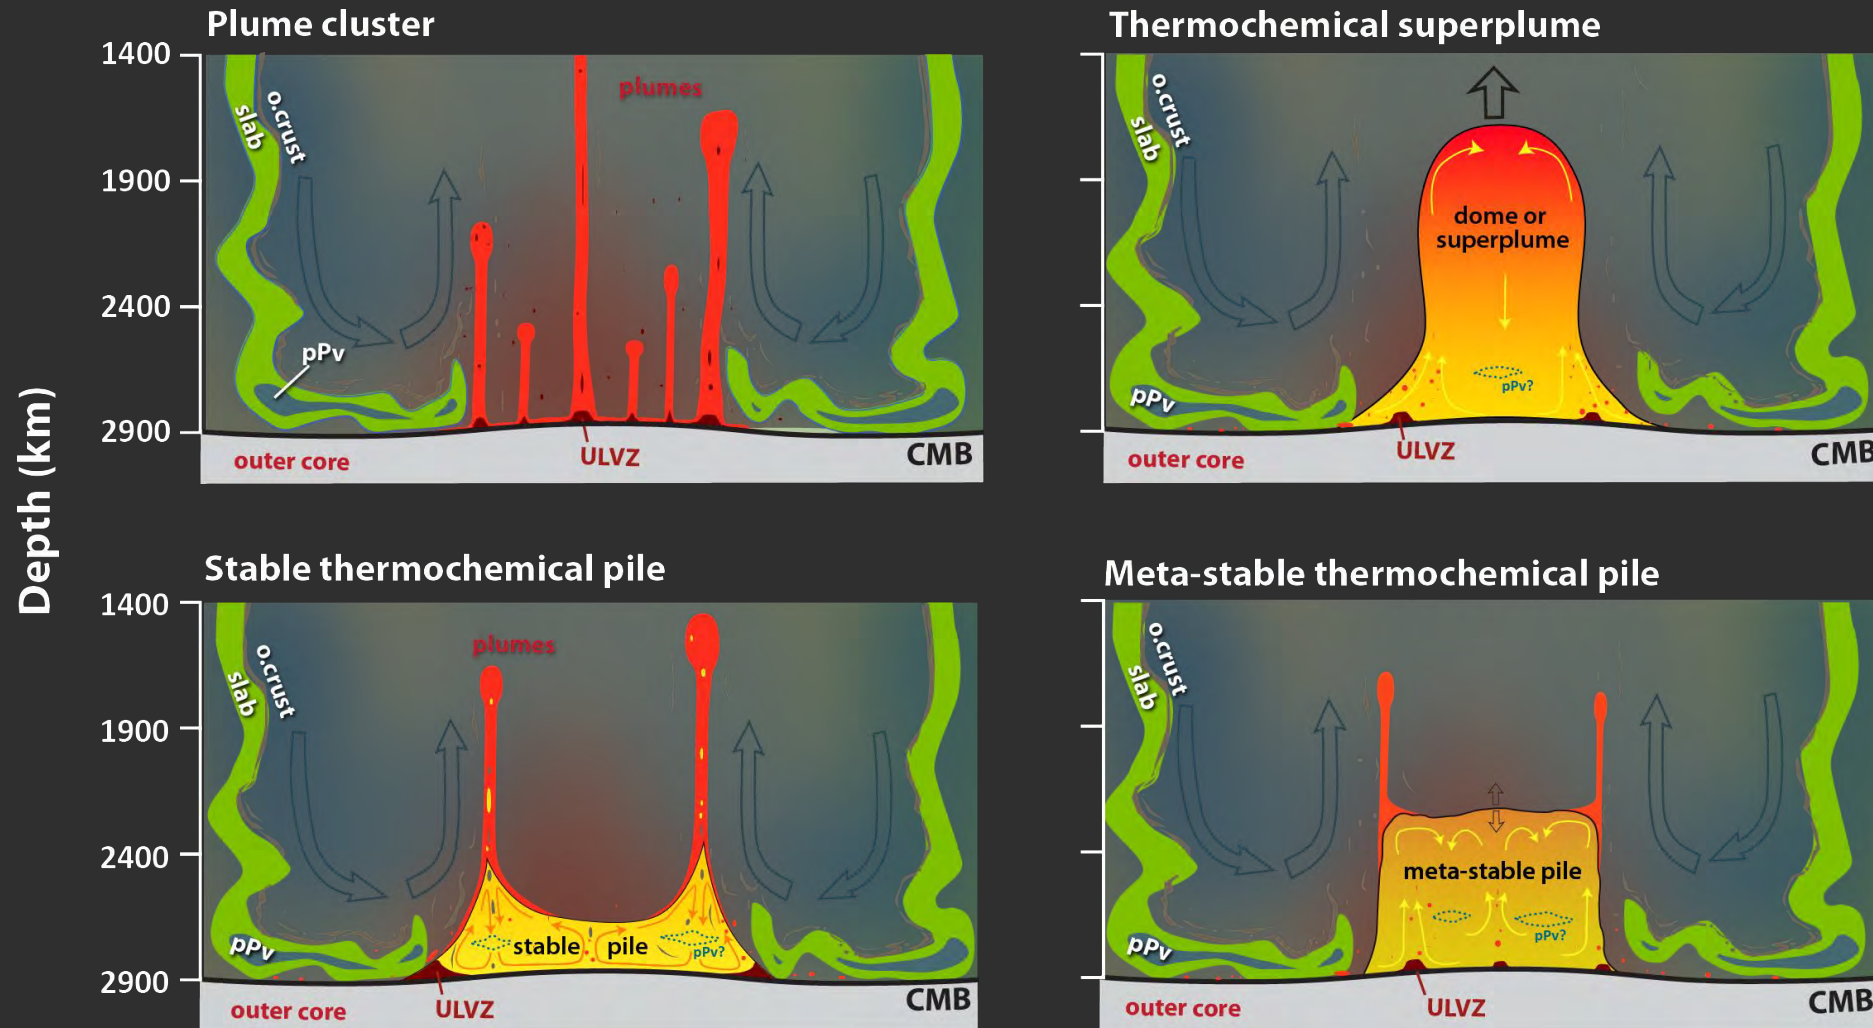 Plume cluster
1400
1900
2400
2900
slab
o.crust
plumes
pPv
outer core
ULVZ
CMB
Thermochemical superplume
slab
o.crust
dome or
superplume
pPv?
pPv
outer core
ULVZ
CMB
Depth (km)
Stable thermochemical pile
1400
1900
2400
2900
slab
o.crust
plumes
stable pile
pPv?
pPv
outer core
ULVZ
CMB
Meta-stable thermochemical pile
slab
o.crust
meta-stable pile
pPv?
pPv
outer core
ULVZ
CMB